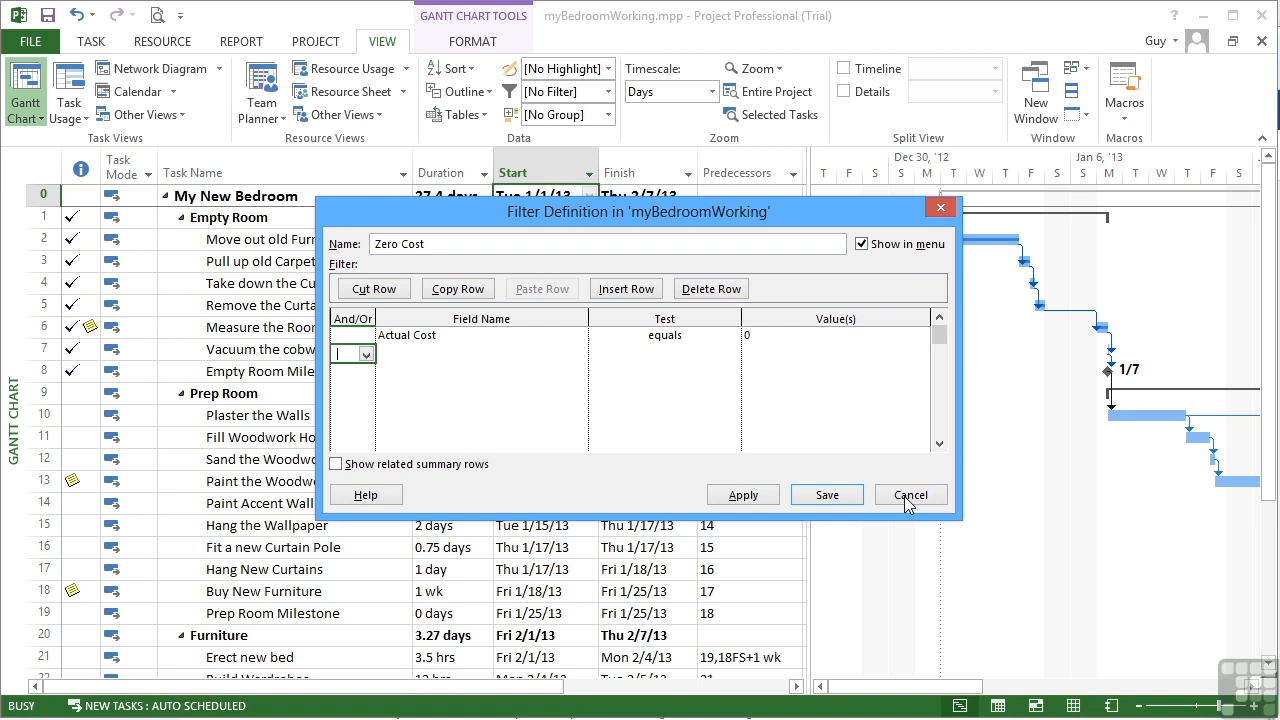 GANTT CHART TOOLS
myBedroomWorking.mpp - Project Professional (Trial)
FILE TASK RESOURCE REPORT PROJECT VIEW FORMAT
Guy
Gantt Chart
Task Usage
Network Diagram
Calendar
Other Views
Task Views
Team Planner
Resource Usage
Resource Sheet
Other Views
Resource Views
Sort
Outline
Tables
[No Highlight]
[No Filter]
[No Group]
Data
Timescale:
Days
Zoom
Entire Project
Selected Tasks
Zoom
Timeline
Details
Split View
New Window
Window
Macros
Macros
Task Mode Task Name Duration Start Finish Predecessors
Dec 30, '12 Jan 6, '13
T F S S M T W T F S S M T W T F S
0 My New Bedroom 27.4 days Tue 1/1/13 Thu 2/7/13
1 Empty Room
2 Move out old Furn
3 Pull up old Carpet
4 Take down the Cu
5 Remove the Curta
6 Measure the Room
7 Vacuum the cobw
8 Empty Room Mile
1/7
9 Prep Room
10 Plaster the Walls
11 Fill Woodwork Ho
12 Sand the Woodwo
13 Paint the Woodwo
14 Paint Accent Wall
15 Hang the Wallpaper 2 days Tue 1/15/13 Thu 1/17/13 14
16 Fit a new Curtain Pole 0.75 days Thu 1/17/13 Thu 1/17/13 15
17 Hang New Curtains 1 day Thu 1/17/13 Fri 1/18/13 16
18 Buy New Furniture 1 wk Fri 1/18/13 Fri 1/25/13 17
19 Prep Room Milestone 0 days Fri 1/25/13 Fri 1/25/13 18
20 Furniture 3.27 days Fri 2/1/13 Thu 2/7/13
21 Erect new bed 3.5 hrs Fri 2/1/13 Mon 2/4/13 19,18FS+1 wk
GANTT CHART
Filter Definition in 'myBedroomWorking'
Name: Zero Cost
Show in menu
Filter:
Cut Row Copy Row Paste Row Insert Row Delete Row
And/Or Field Name Test Value(s)
Actual Cost equals 0
Show related summary rows
Help Apply Save Cancel
BUSY NEW TASKS : AUTO SCHEDULED